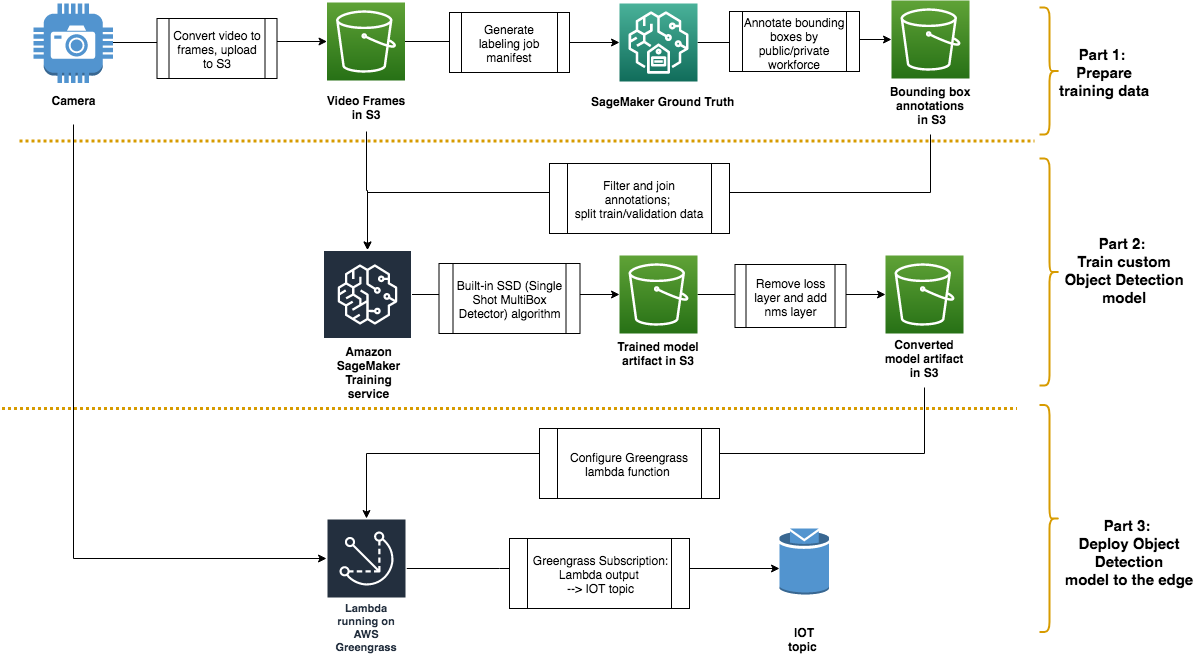 Convert video to
frames, upload
to S3
Generate
labeling job
manifest
Annotate bounding
boxes by
public/private
workforce
Camera
Video Frames
in S3
SageMaker Ground Truth
Bounding box
annotations
in S3
Part 1:
Prepare
training data
Filter and join
annotations;
split train/validation data
Built-in SSD (Single
Shot MultiBox
Detector) algorithm
Remove loss
layer and add
nms layer
Amazon
SageMaker
Training
service
Trained model
artifact in S3
Converted
model artifact
in S3
Part 2:
Train custom
Object Detection
model
Configure Greengrass
lambda function
Greengrass Subscription:
Lambda output
--> IOT topic
Lambda
running on
AWS
Greengrass
IOT
topic
Part 3:
Deploy Object
Detection
model to the edge